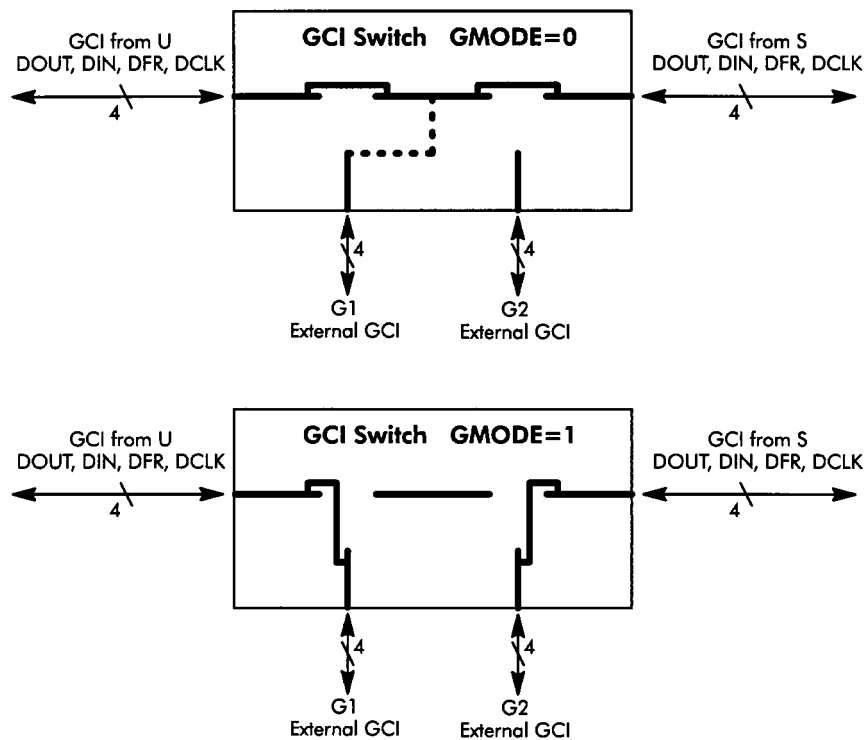 GCI Switch GMODE=0
GCI from U
DOUT, DIN, DFR, DCLK
4
GCI from S
DOUT, DIN, DFR, DCLK
4
4
4
G1
External GCI
G2
External GCI
GCI Switch GMODE=1
GCI from U
DOUT, DIN, DFR, DCLK
4
GCI from S
DOUT, DIN, DFR, DCLK
4
4
4
G1
External GCI
G2
External GCI